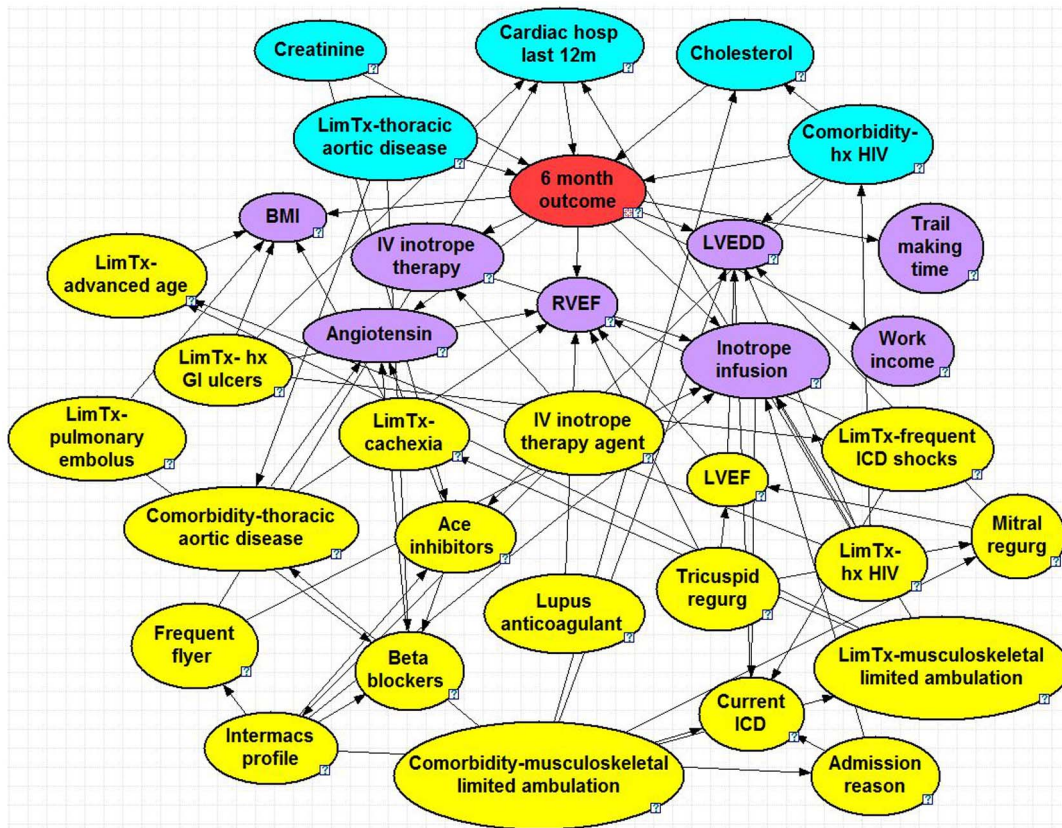 Creatinine
Cardiac hosp
last 12m
Cholesterol
LimTx-thoracic
aortic disease
Comorbidity-
hx HIV
6 month
outcome
BMI
IV inotrope
therapy
LVEDD
Trail
making
time
LimTx-
advanced age
RVEF
Angiotensin
Inotrope
infusion
Work
income
LimTx- hx
GI ulcers
LimTx-
pulmonary
embolus
LimTx-
cachexia
IV inotrope
therapy agent
LimTx-frequent
ICD shocks
LVEF
Comorbidity-thoracic
aortic disease
Ace
inhibitors
Mitral
regurg
LimTx-
hx HIV
Tricuspid
regurg
Lupus
anticoagulant
Frequent
flyer
Beta
blockers
LimTx-musculoskeletal
limited ambulation
Current
ICD
Intermacs
profile
Comorbidity-musculoskeletal
limited ambulation
Admission
reason